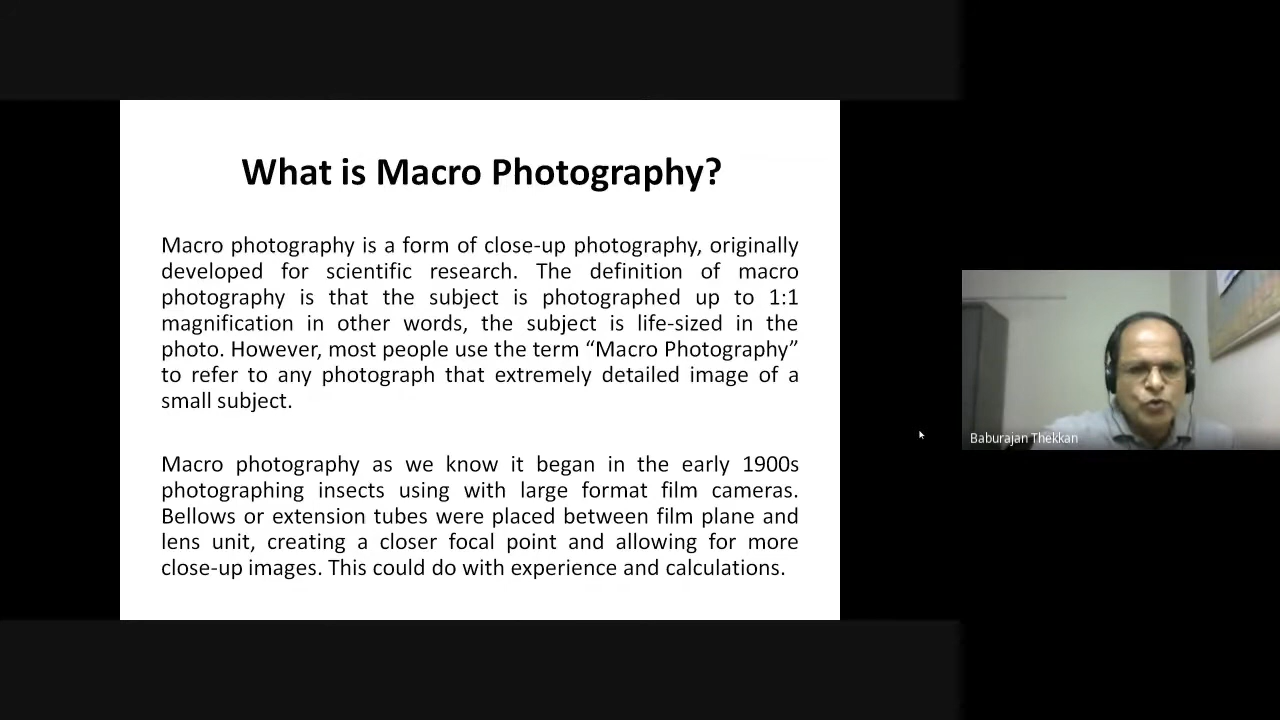 What is Macro Photography?
Macro photography is a form of close-up photography, originally
developed for scientific research. The definition of macro
photography is that the subject is photographed up to 1:1
magnification in other words, the subject is life-sized in the
photo. However, most people use the term “Macro Photography”
to refer to any photograph that extremely detailed image of a
small subject.
Macro photography as we know it began in the early 1900s
photographing insects using with large format film cameras.
Bellows or extension tubes were placed between film plane and
lens unit, creating a closer focal point and allowing for more
close-up images. This could do with experience and calculations.
Baburajan Thekkan